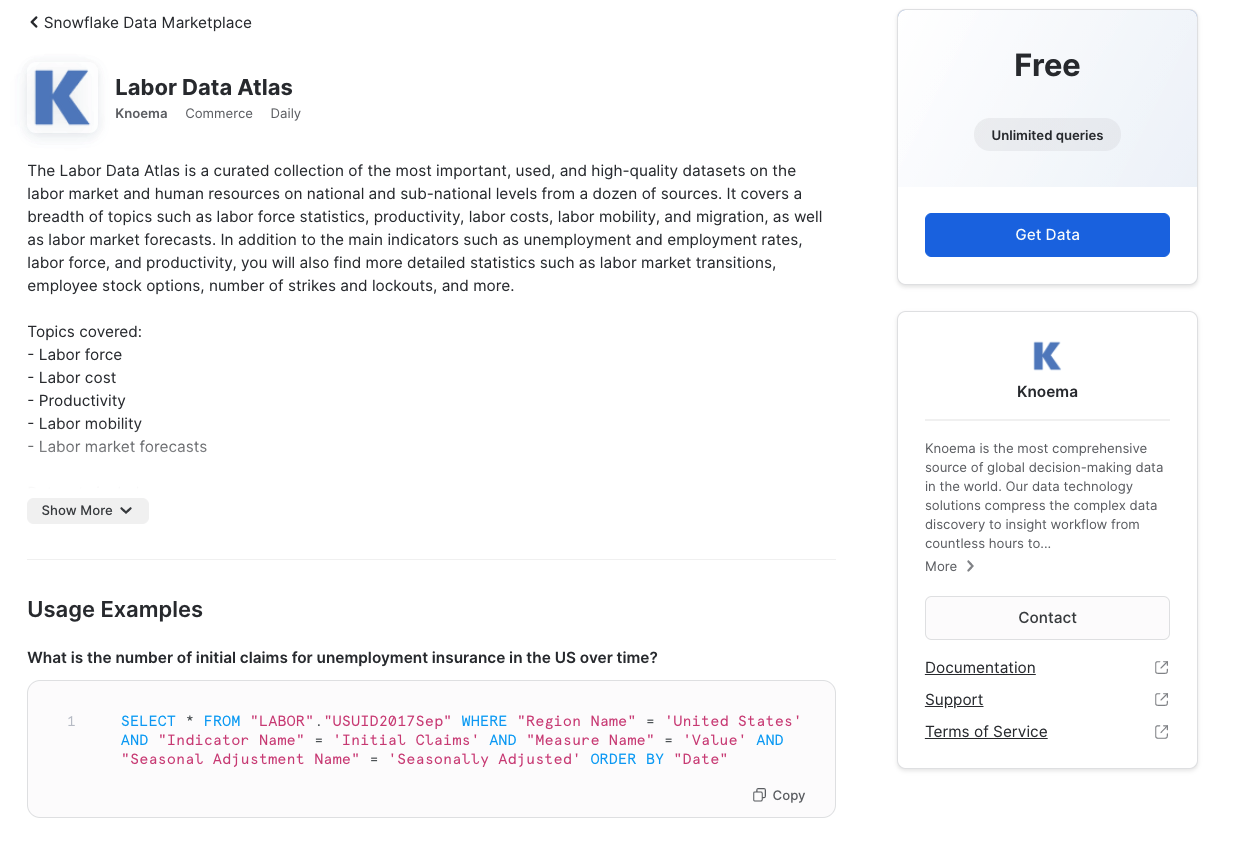 Snowflake Data Marketplace
K
Labor Data Atlas
Knoema Commerce Daily
The Labor Data Atlas is a curated collection of the most important, used, and high-quality datasets on the
labor market and human resources on national and sub-national levels from a dozen of sources. It covers a
breadth of topics such as labor force statistics, productivity, labor costs, labor mobility, and migration, as well
as labor market forecasts. In addition to the main indicators such as unemployment and employment rates,
labor force, and productivity, you will also find more detailed statistics such as labor market transitions,
employee stock options, number of strikes and lockouts, and more.
Topics covered:
- Labor force
- Labor cost
- Productivity
- Labor mobility
- Labor market forecasts
Show More
Usage Examples
What is the number of initial claims for unemployment insurance in the US over time?
1 SELECT * FROM "LABOR"."USUID2017Sep" WHERE "Region Name" = 'United States'
AND "Indicator Name" = 'Initial Claims' AND "Measure Name" = 'Value' AND
"Seasonal Adjustment Name" = 'Seasonally Adjusted' ORDER BY "Date"
Copy
Free
Unlimited queries
Get Data
K
Knoema
Knoema is the most comprehensive
source of global decision-making data
in the world. Our data technology
solutions compress the complex data
discovery to insight workflow from
countless hours to...
More
Contact
Documentation
Support
Terms of Service